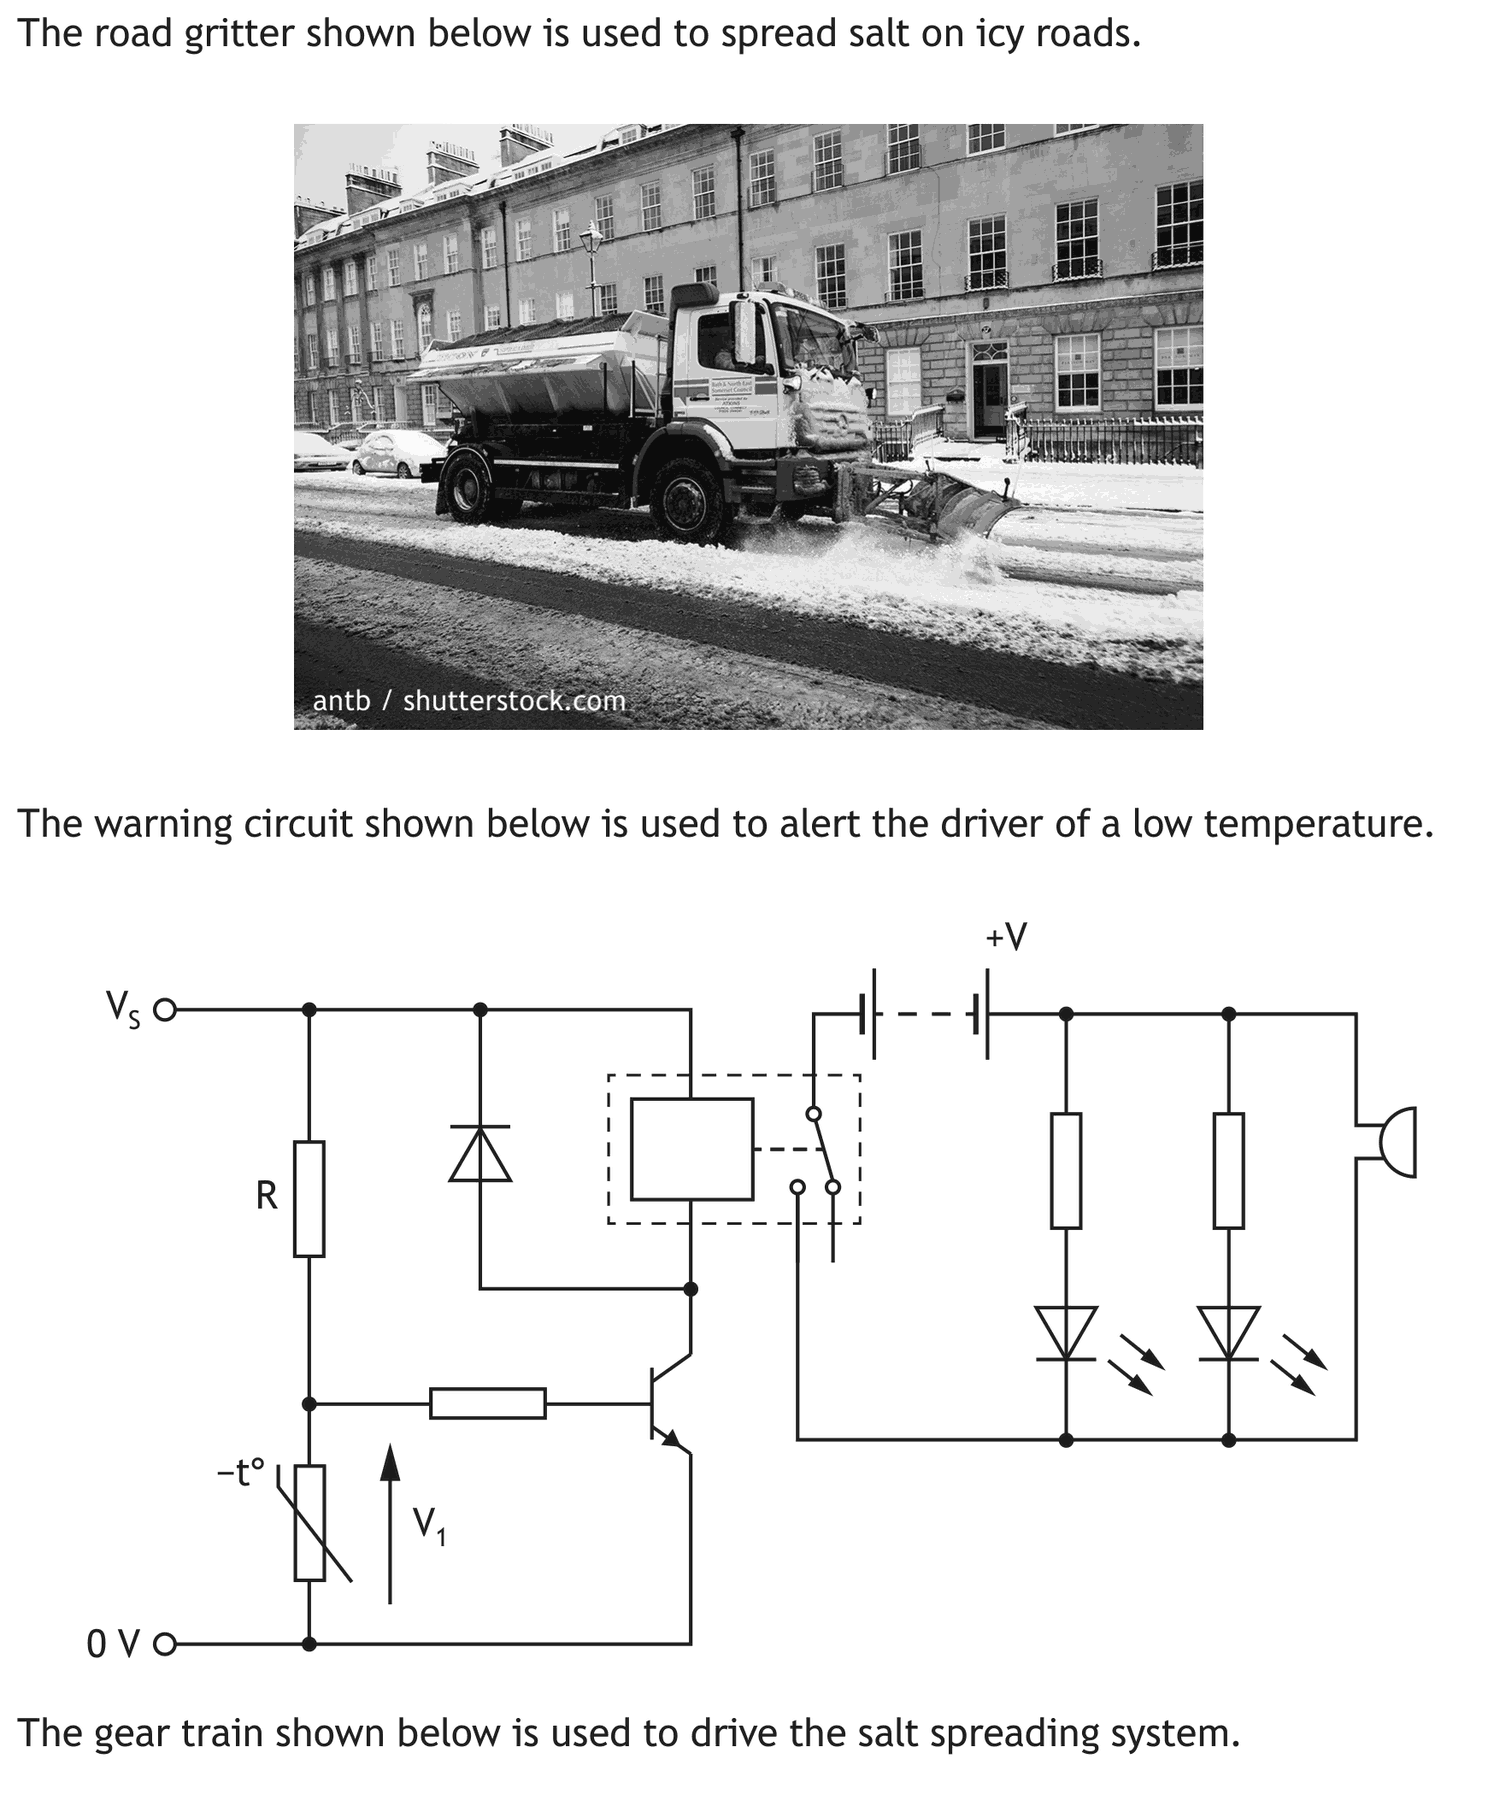 The road gritter shown below is used to spread salt on icy roads.
antb / shutterstock.com
The warning circuit shown below is used to alert the driver of a low temperature.
+V
V_S
R
–t°
V_1
0 V
The gear train shown below is used to drive the salt spreading system.